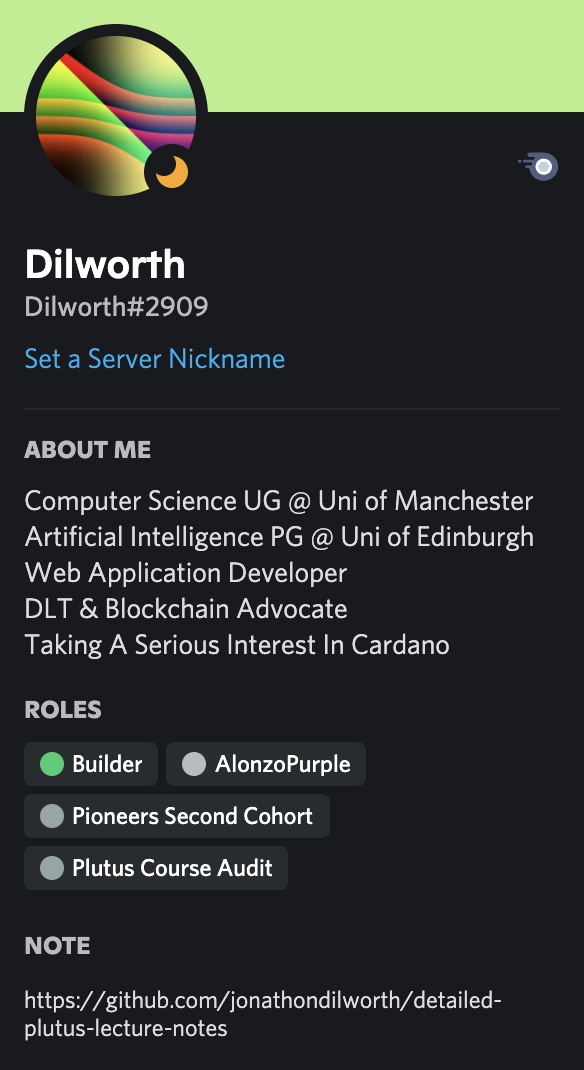 Dilworth
Dilworth#2909
Set a Server Nickname
ABOUT ME
Computer Science UG @ Uni of Manchester
Artificial Intelligence PG @ Uni of Edinburgh
Web Application Developer
DLT & Blockchain Advocate
Taking A Serious Interest In Cardano
ROLES
Builder AlonzoPurple
Pioneers Second Cohort
Plutus Course Audit
NOTE
https://github.com/jonathondilworth/detailed-
plutus-lecture-notes